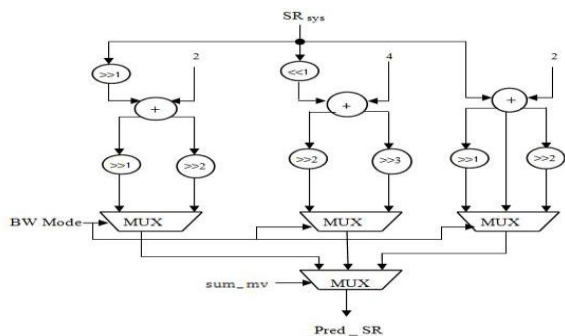 SR sys
2
4
2
>>1
<<1
+
+
+
>>1
>>2
>>2
>>3
>>1
>>2
BW Mode
MUX
MUX
MUX
sum_mv
MUX
Pred _ SR